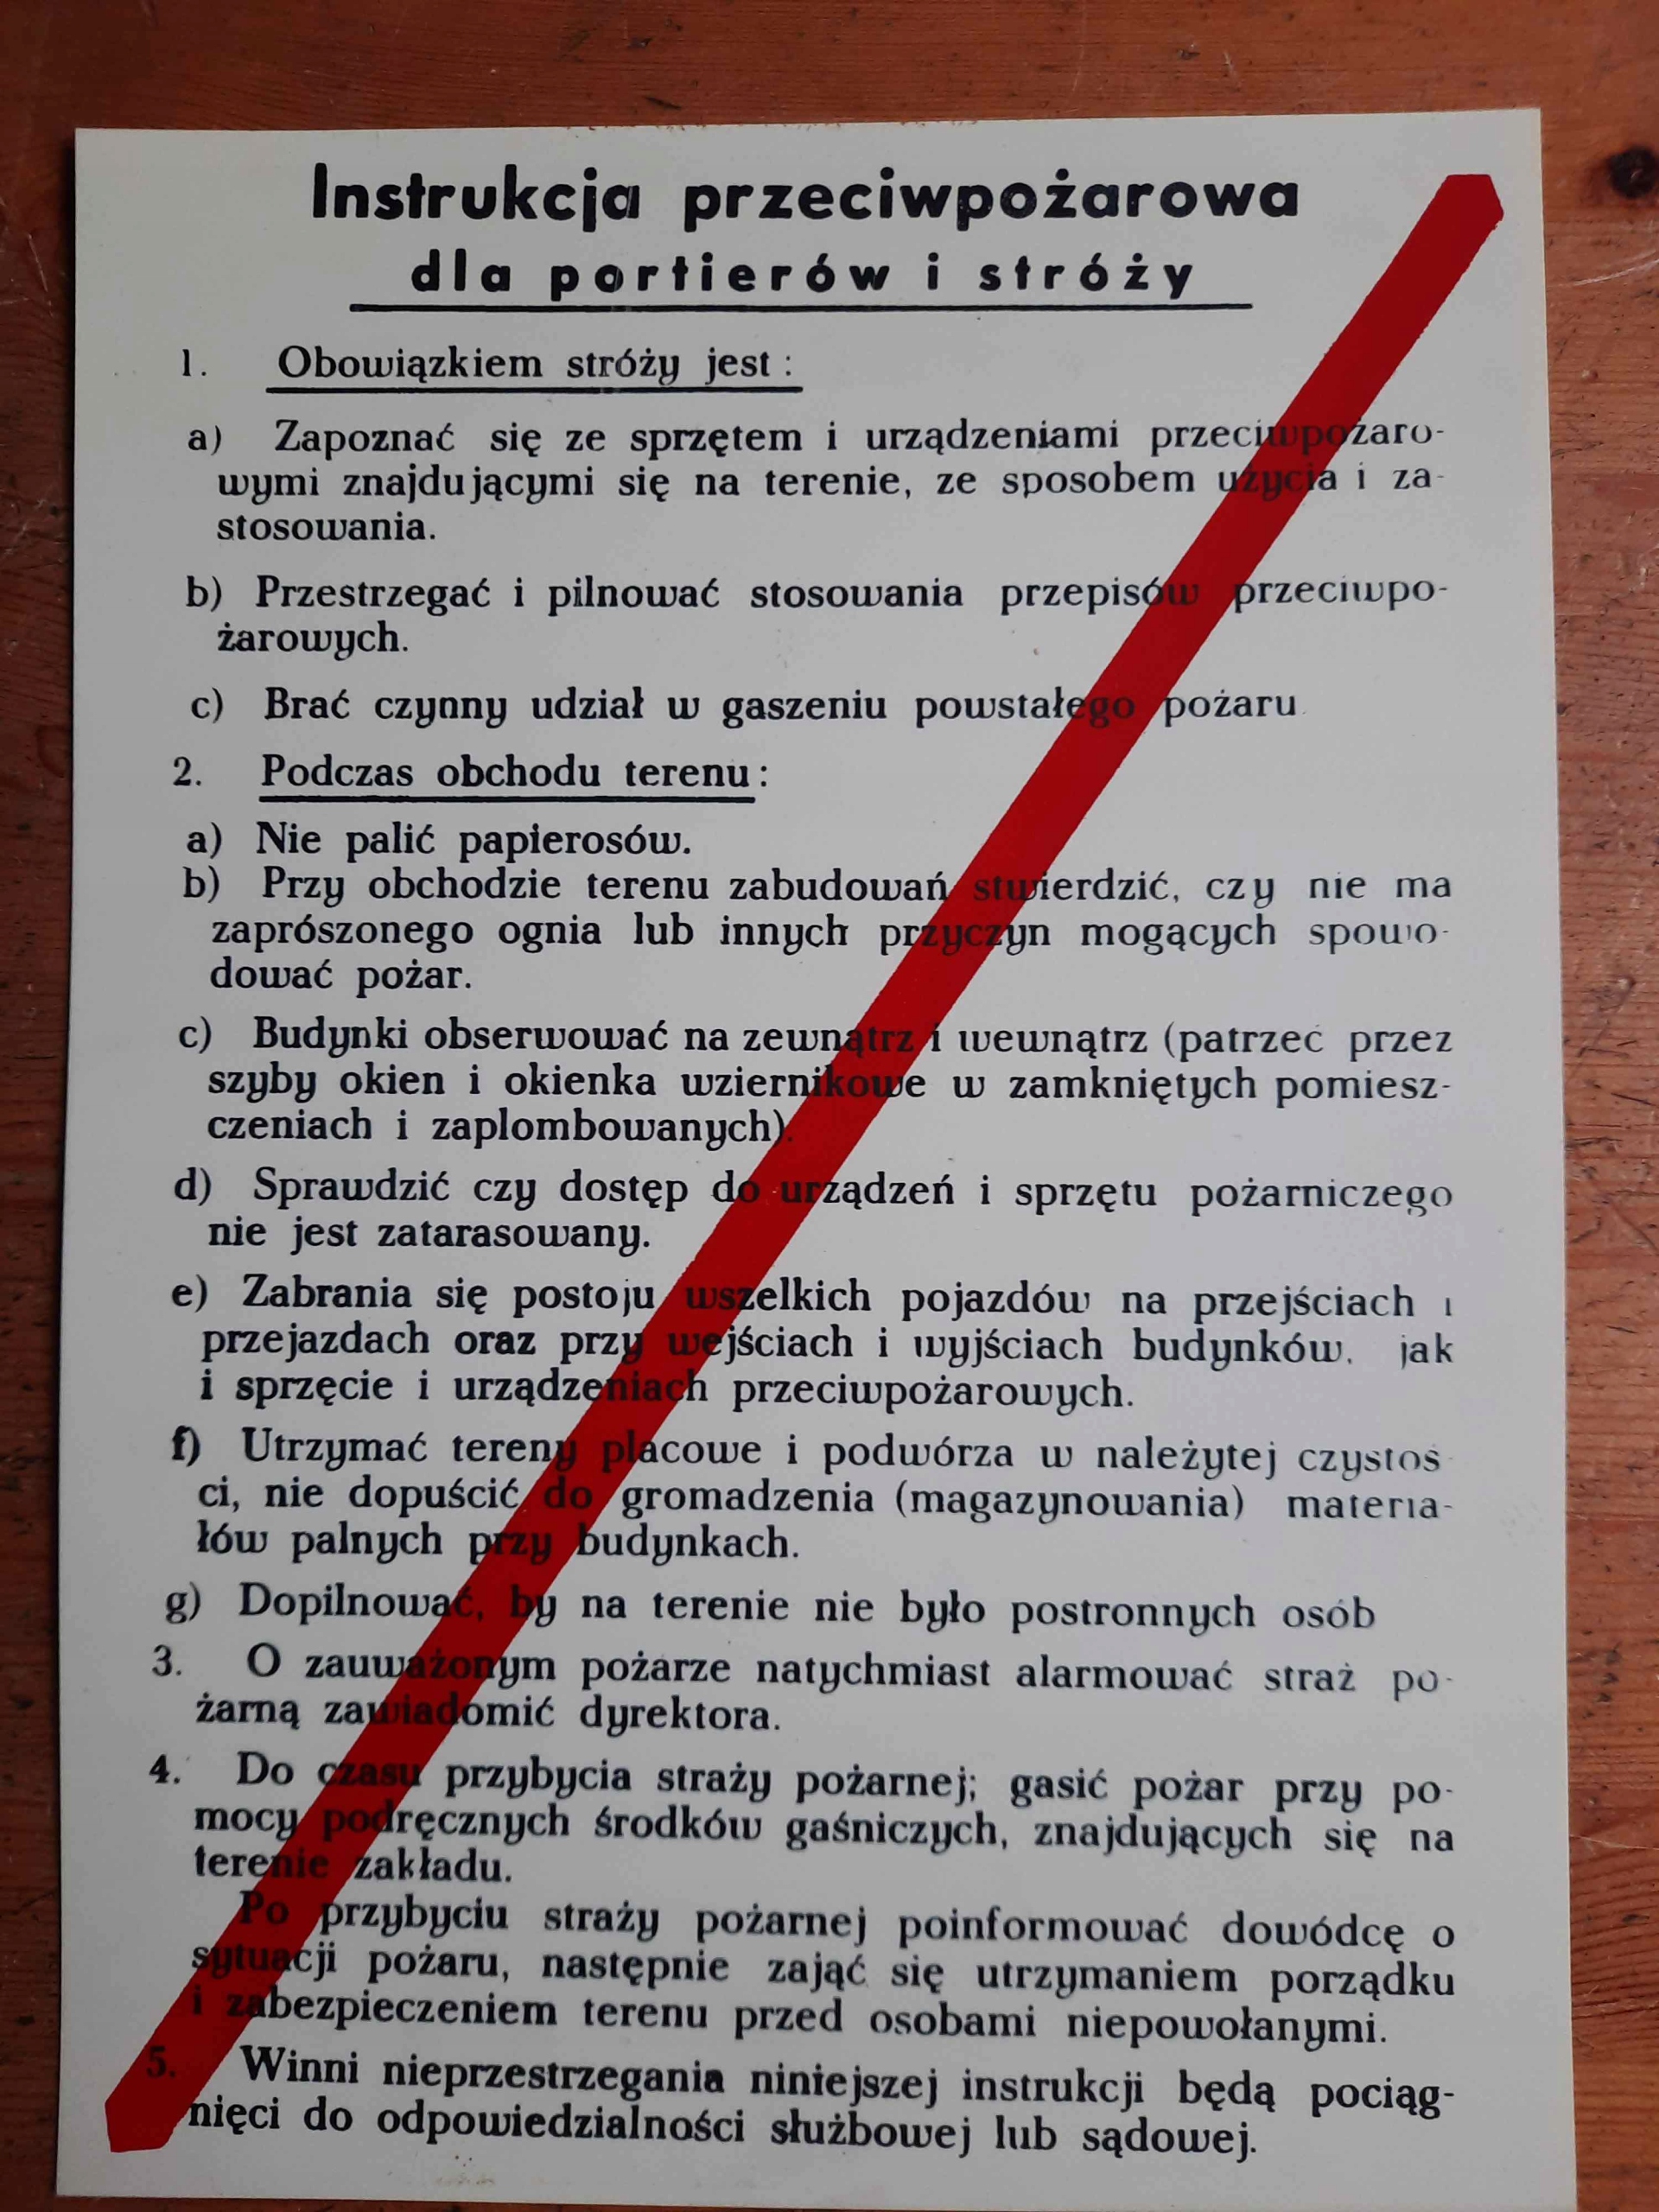 Instrukcja przeciwpożarowa
dla portierów i stróży
1. Obowiązkiem stróży jest :
a) Zapoznać się ze sprzętem i urządzeniami przeciwpożaro-
wymi znajdującymi się na terenie, ze sposobem użycia i za-
stosowania.
b) Przestrzegać i pilnować stosowania przepisów przeciwpo-
żarowych.
c) Brać czynny udział w gaszeniu powstałego pożaru.
2. Podczas obchodu terenu :
a) Nie palić papierosów.
b) Przy obchodzie terenu zabudowań stwierdzić, czy nie ma
zaprószonego ognia lub innych przyczyn mogących spowo-
dować pożar.
c) Budynki obserwować na zewnątrz i wewnątrz (patrzeć przez
szyby okien i okienka wziernikowe w zamkniętych pomiesz-
czeniach i zaplombowanych).
d) Sprawdzić czy dostęp do urządzeń i sprzętu pożarniczego
nie jest zatarasowany.
e) Zabrania się postoju wszelkich pojazdów na przejściach i
przejazdach oraz przy wejściach i wyjściach budynków, jak
i sprzęcie i urządzeniach przeciwpożarowych.
f) Utrzymać tereny placowe i podwórza w należytej czystoś-
ci, nie dopuścić do gromadzenia (magazynowania) materia-
łów palnych przy budynkach.
g) Dopilnować, by na terenie nie było postronnych osób
3. O zauważonym pożarze natychmiast alarmować straż po-
żarną zawiadomić dyrektora.
4. Do czasu przybycia straży pożarnej; gasić pożar przy po-
mocy podręcznych środków gaśniczych, znajdujących się na
terenie zakładu.
Po przybyciu straży pożarnej poinformować dowódcę o
sytuacji pożaru, następnie zająć się utrzymaniem porządku
i zabezpieczeniem terenu przed osobami niepowołanymi.
5. Winni nieprzestrzegania niniejszej instrukcji będą pociąg-
nięci do odpowiedzialności służbowej lub sądowej.